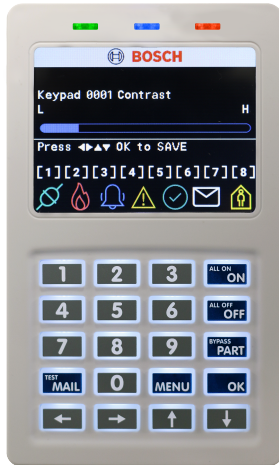 BOSCH
Keypad 0001 Contrast
L H
Press ◀▶▲▼ OK to SAVE
[1][2][3][4][5][6][7][8]
1 2 3 ALL ON ON
4 5 6 ALL OFF OFF
7 8 9 BYPASS PART
TEST MAIL 0 MENU OK
← → ↑ ↓